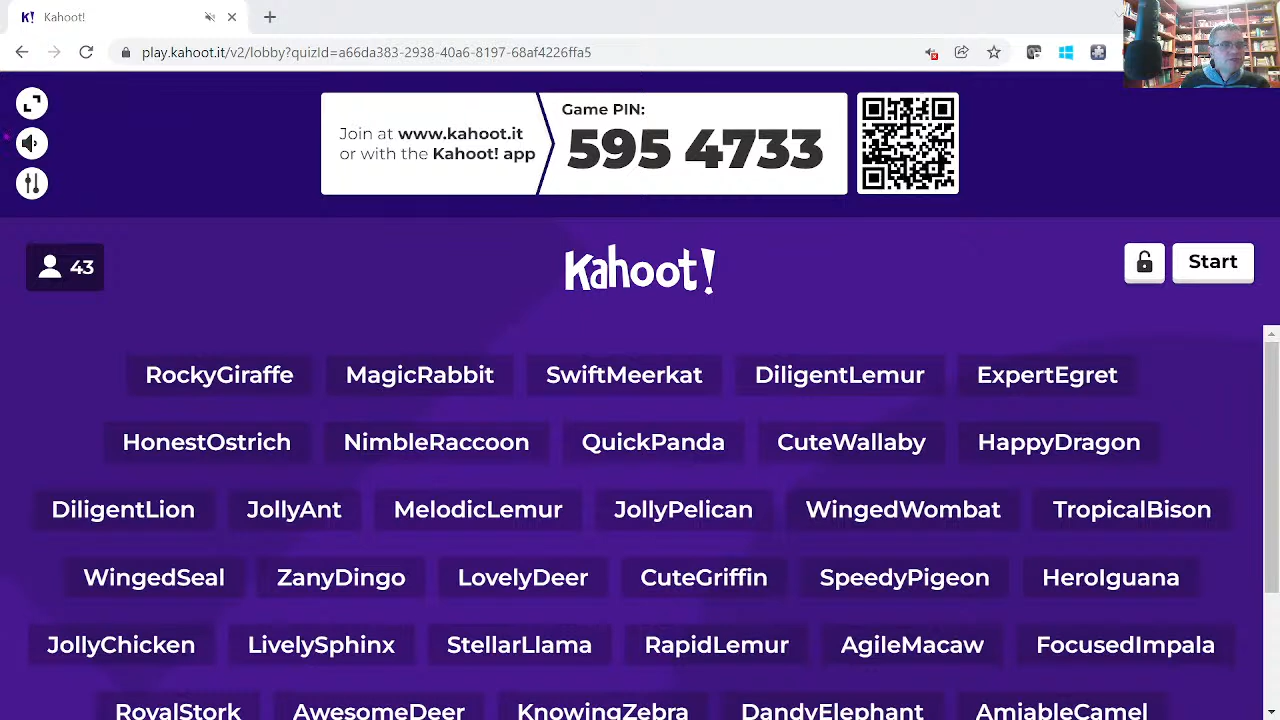 K! Kahoot!
play.kahoot.it/v2/lobby?quizId=a66da383-2938-40a6-8197-68af4226ffa5
Join at www.kahoot.it
or with the Kahoot! app
Game PIN:
595 4733
43
Kahoot!
Start
RockyGiraffe MagicRabbit SwiftMeerkat DiligentLemur ExpertEgret
HonestOstrich NimbleRaccoon QuickPanda CuteWallaby HappyDragon
DiligentLion JollyAnt MelodicLemur JollyPelican WingedWombat TropicalBison
WingedSeal ZanyDingo LovelyDeer CuteGriffin SpeedyPigeon HeroIguana
JollyChicken LivelySphinx StellarLlama RapidLemur AgileMacaw FocusedImpala
RoyalStork AwesomeDeer KnowingZebra DandyElephant AmiableCamel